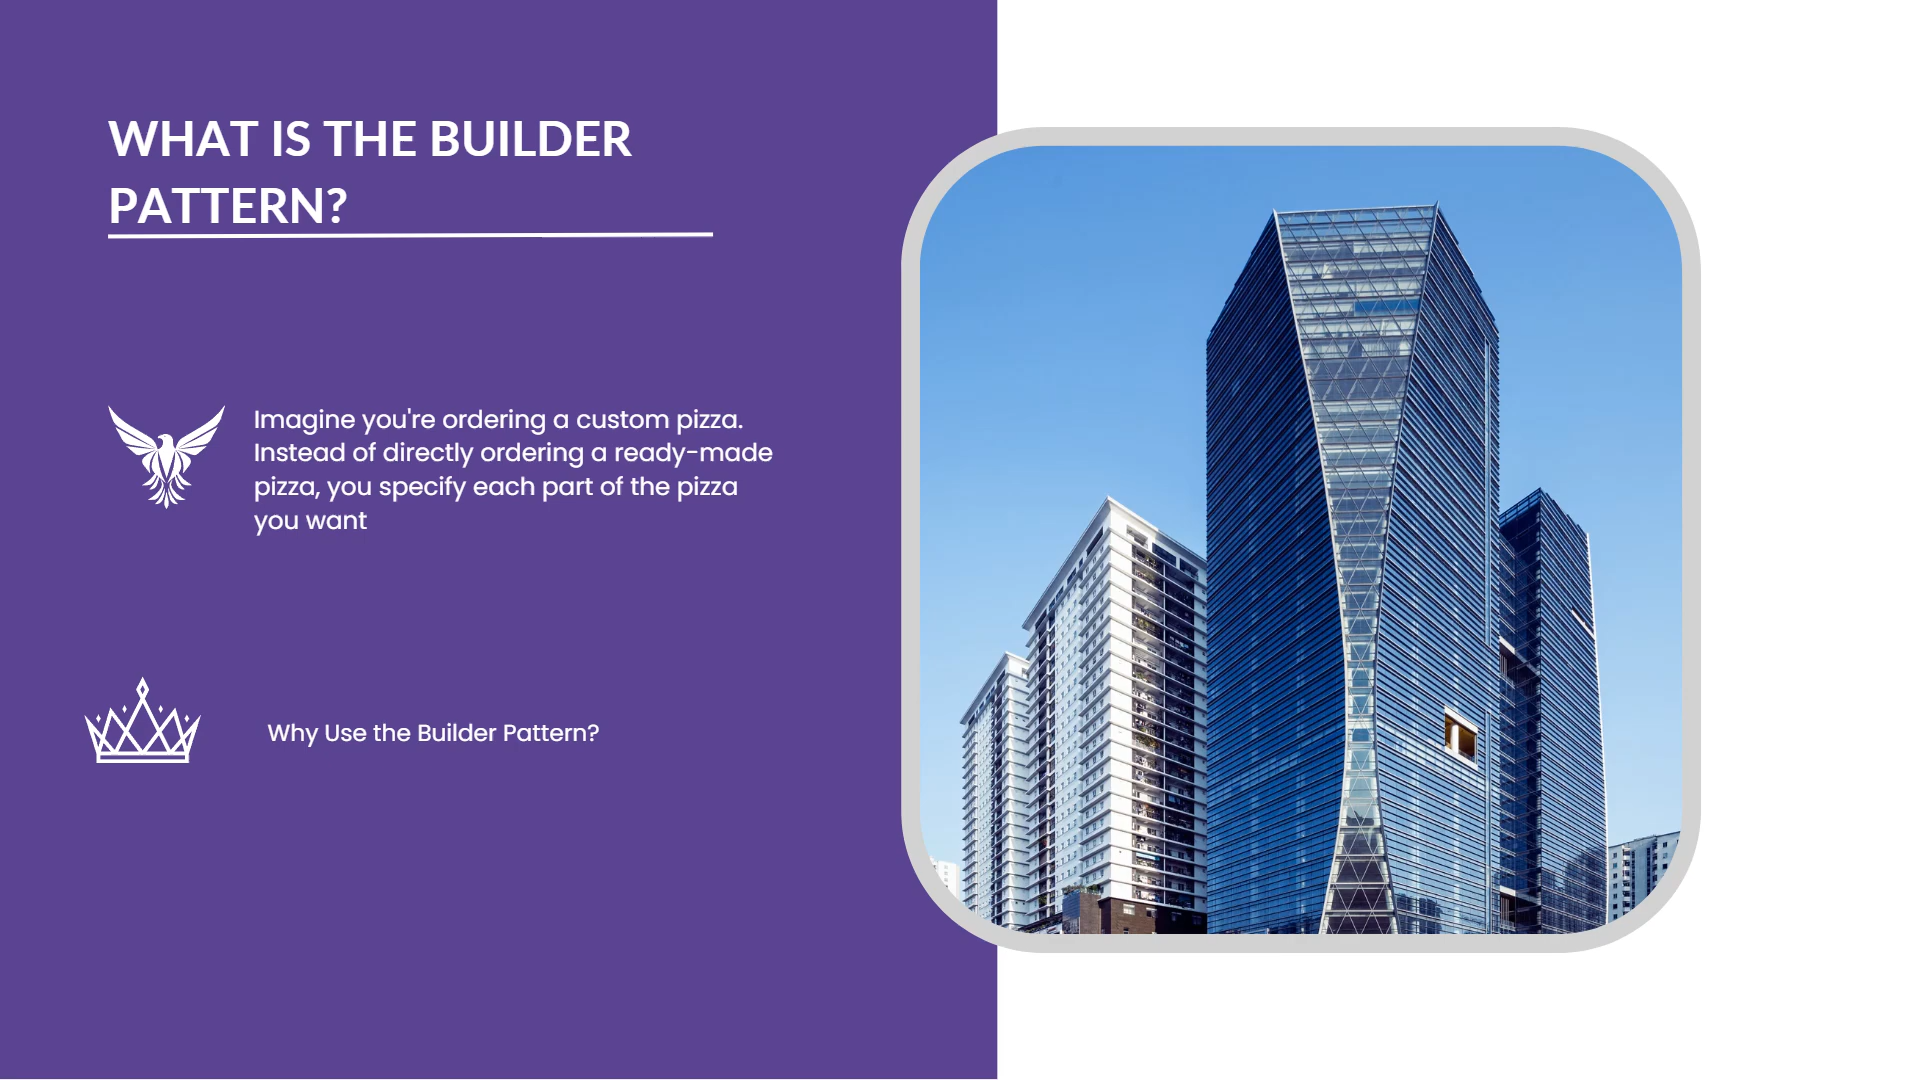 WHAT IS THE BUILDER
PATTERN?
Imagine you're ordering a custom pizza.
Instead of directly ordering a ready-made
pizza, you specify each part of the pizza
you want
Why Use the Builder Pattern?